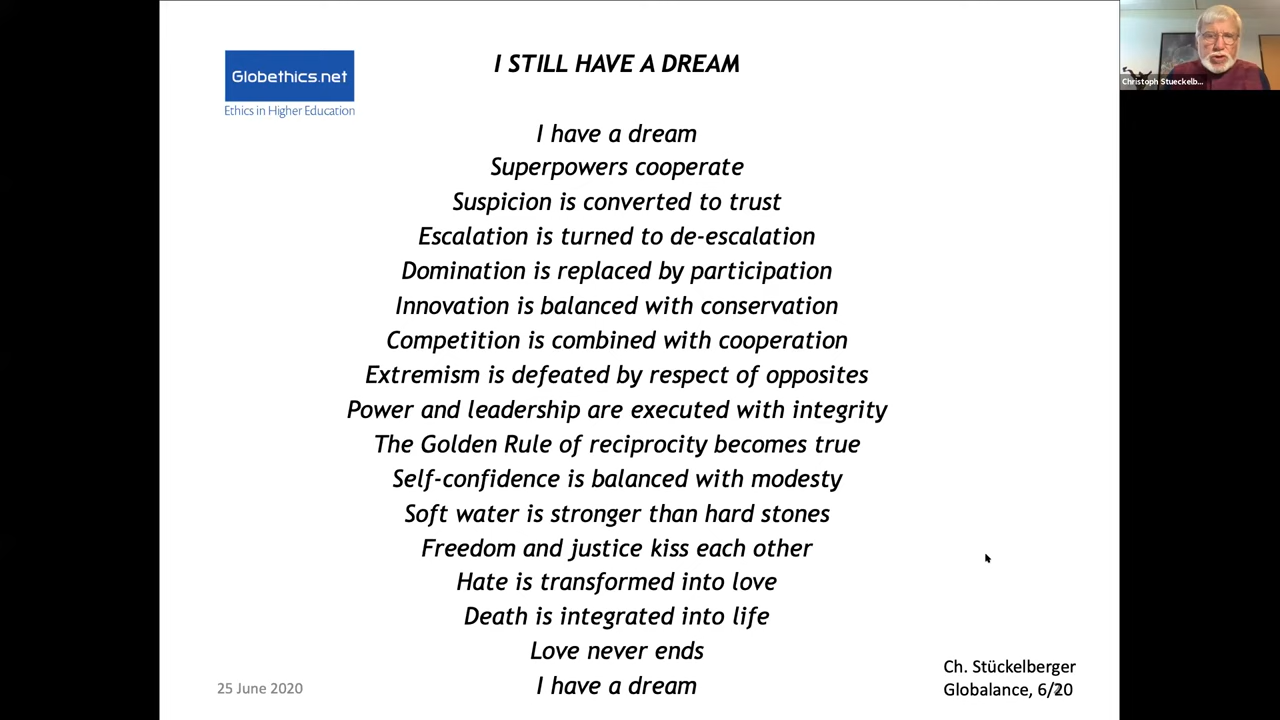 Globethics.net
Ethics in Higher Education
I STILL HAVE A DREAM
Christoph Stueckelb...
I have a dream
Superpowers cooperate
Suspicion is converted to trust
Escalation is turned to de-escalation
Domination is replaced by participation
Innovation is balanced with conservation
Competition is combined with cooperation
Extremism is defeated by respect of opposites
Power and leadership are executed with integrity
The Golden Rule of reciprocity becomes true
Self-confidence is balanced with modesty
Soft water is stronger than hard stones
Freedom and justice kiss each other
Hate is transformed into love
Death is integrated into life
Love never ends
I have a dream
25 June 2020
Ch. Stückelberger
Globalance, 6/20